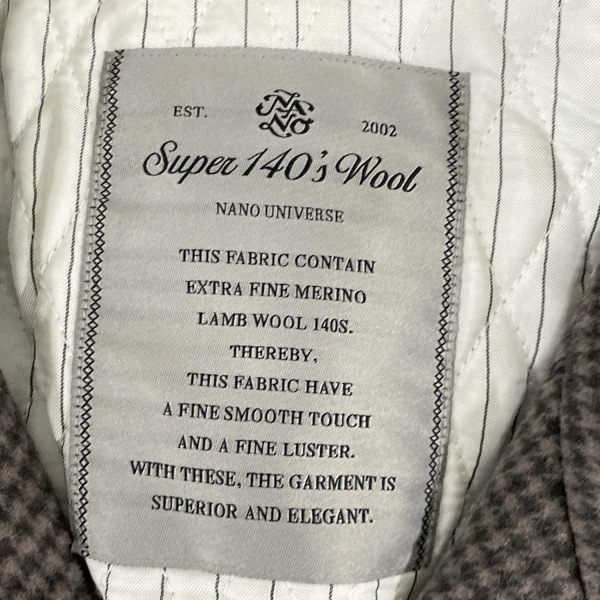 EST.
NANO
2002
Super 140's Wool
NANO UNIVERSE
THIS FABRIC CONTAIN
EXTRA FINE MERINO
LAMB WOOL 140S.
THEREBY,
THIS FABRIC HAVE
A FINE SMOOTH TOUCH
AND A FINE LUSTER.
WITH THESE, THE GARMENT IS
SUPERIOR AND ELEGANT.